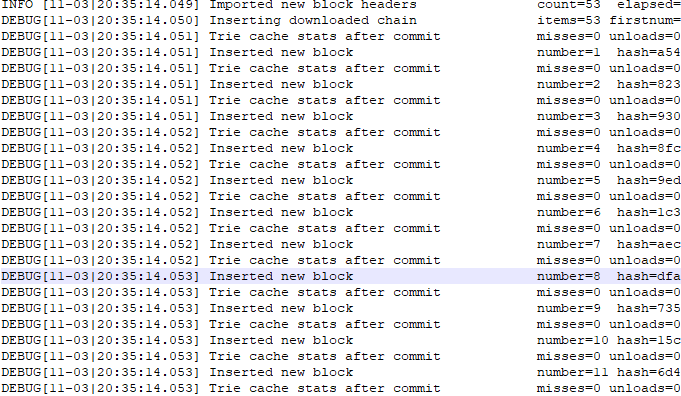 INFO [11-03|20:35:14.049] Imported new block headers count=53 elapsed=
DEBUG[11-03|20:35:14.050] Inserting downloaded chain items=53 firstnum=
DEBUG[11-03|20:35:14.051] Trie cache stats after commit misses=0 unloads=0
DEBUG[11-03|20:35:14.051] Inserted new block number=1 hash=a54
DEBUG[11-03|20:35:14.051] Trie cache stats after commit misses=0 unloads=0
DEBUG[11-03|20:35:14.051] Inserted new block number=2 hash=823
DEBUG[11-03|20:35:14.051] Trie cache stats after commit misses=0 unloads=0
DEBUG[11-03|20:35:14.051] Inserted new block number=3 hash=930
DEBUG[11-03|20:35:14.052] Trie cache stats after commit misses=0 unloads=0
DEBUG[11-03|20:35:14.052] Inserted new block number=4 hash=8fc
DEBUG[11-03|20:35:14.052] Trie cache stats after commit misses=0 unloads=0
DEBUG[11-03|20:35:14.052] Inserted new block number=5 hash=9ed
DEBUG[11-03|20:35:14.052] Trie cache stats after commit misses=0 unloads=0
DEBUG[11-03|20:35:14.052] Inserted new block number=6 hash=1c3
DEBUG[11-03|20:35:14.052] Trie cache stats after commit misses=0 unloads=0
DEBUG[11-03|20:35:14.052] Inserted new block number=7 hash=aec
DEBUG[11-03|20:35:14.052] Trie cache stats after commit misses=0 unloads=0
DEBUG[11-03|20:35:14.053] Inserted new block number=8 hash=dfa
DEBUG[11-03|20:35:14.053] Trie cache stats after commit misses=0 unloads=0
DEBUG[11-03|20:35:14.053] Inserted new block number=9 hash=735
DEBUG[11-03|20:35:14.053] Trie cache stats after commit misses=0 unloads=0
DEBUG[11-03|20:35:14.053] Inserted new block number=10 hash=15c
DEBUG[11-03|20:35:14.053] Trie cache stats after commit misses=0 unloads=0
DEBUG[11-03|20:35:14.053] Inserted new block number=11 hash=6d4
DEBUG[11-03|20:35:14.053] Trie cache stats after commit misses=0 unloads=0